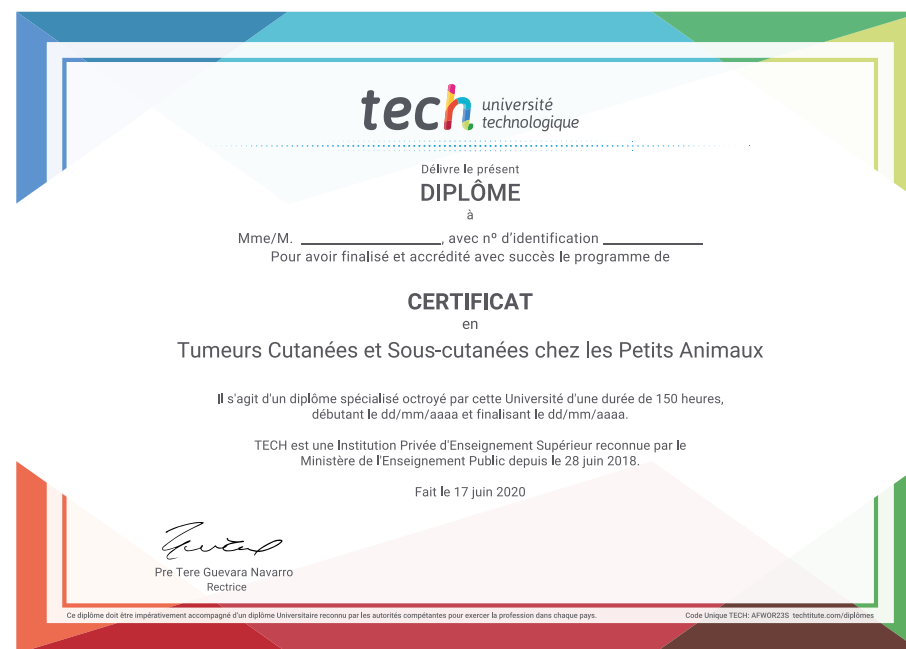 tech université
technologique
Délivre le présent
DIPLÔME
à
Mme/M. ____________, avec nº d'identification ____________
Pour avoir finalisé et accrédité avec succès le programme de
CERTIFICAT
en
Tumeurs Cutanées et Sous-cutanées chez les Petits Animaux
Il s'agit d'un diplôme spécialisé octroyé par cette Université d'une durée de 150 heures,
débutant le dd/mm/aaaa et finalisant le dd/mm/aaaa.
TECH est une Institution Privée d'Enseignement Supérieur reconnue par le
Ministère de l'Enseignement Public depuis le 28 juin 2018.
Fait le 17 juin 2020
Pre Tere Guevara Navarro
Rectrice
Ce diplôme doit être impérativement accompagné d'un diplôme Universitaire reconnu par les autorités compétantes pour exercer la profession dans chaque pays. Code Unique TECH: AFWOR23S techtitute.com/diplômes